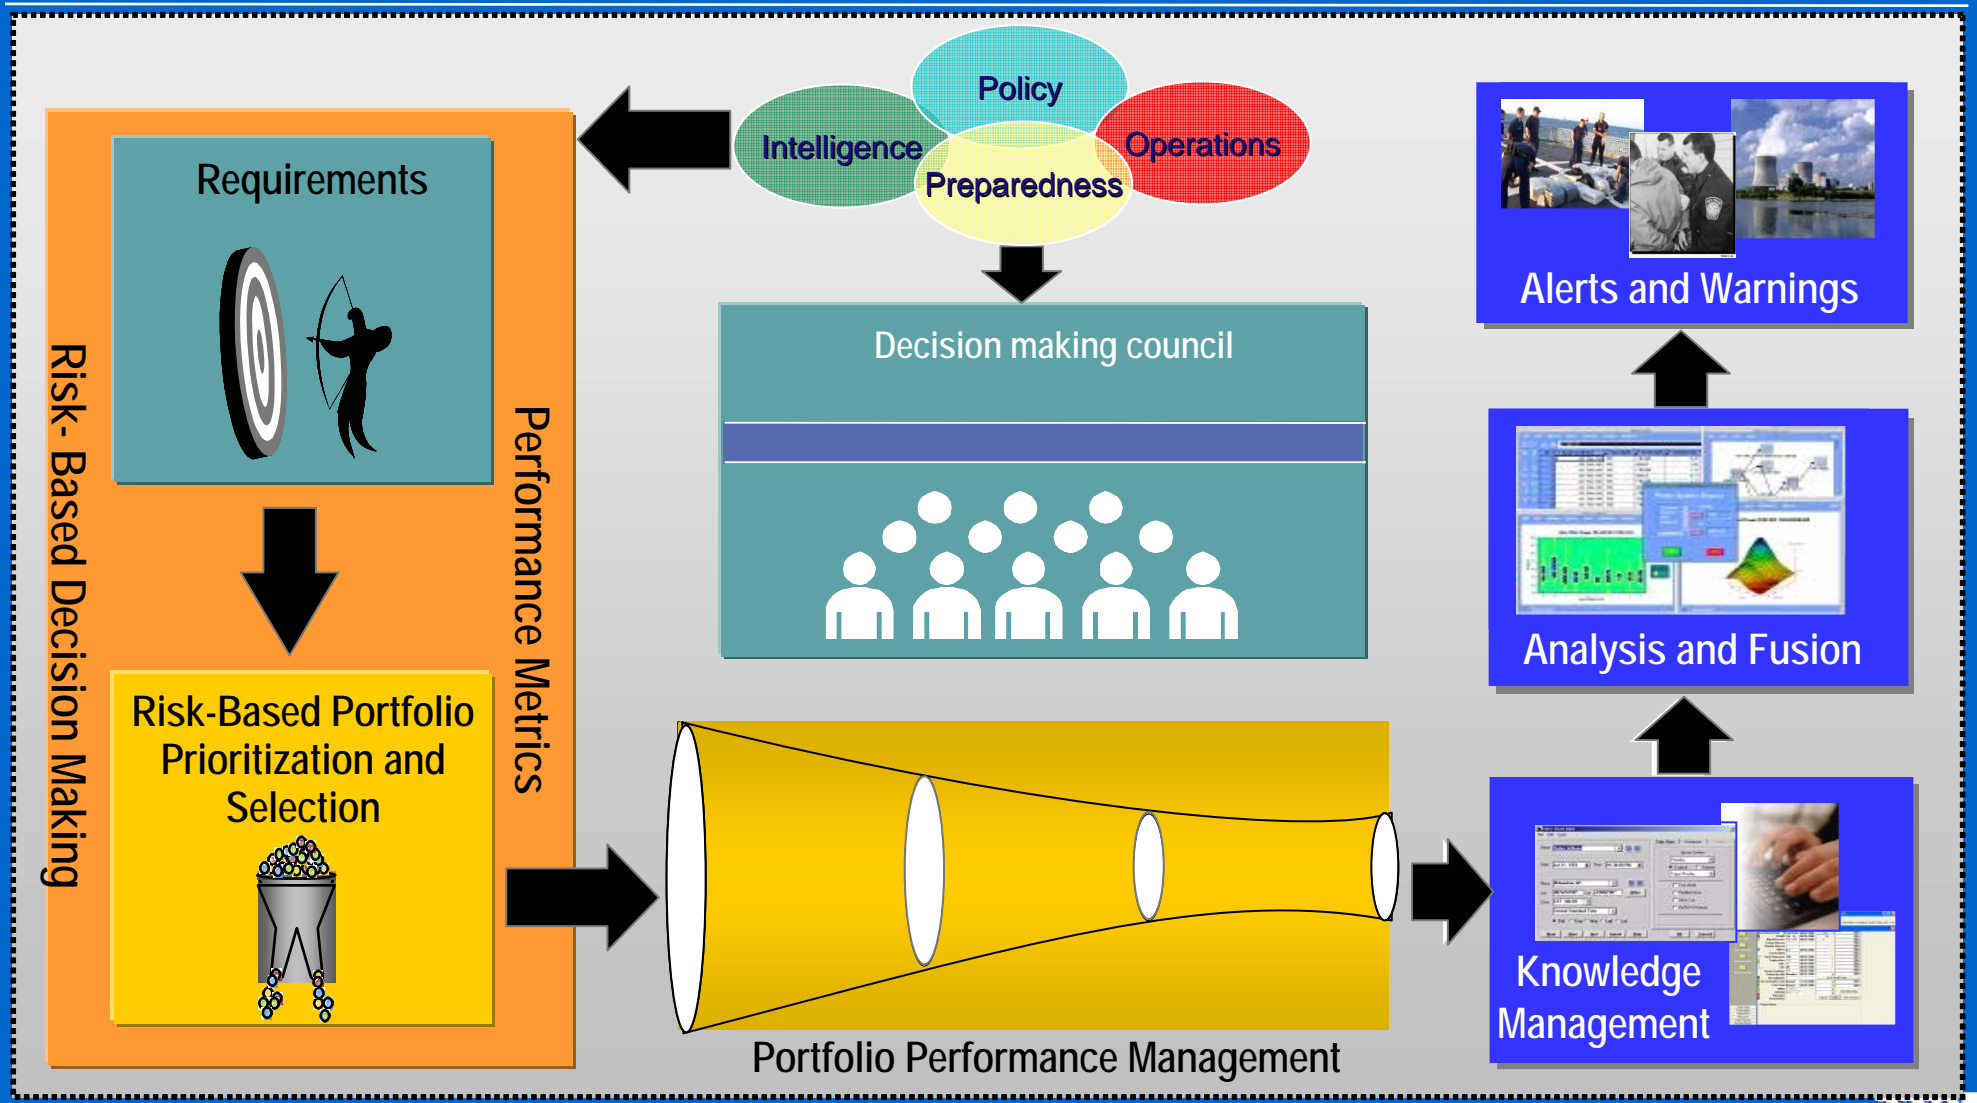 Policy
Intelligence
Operations
Preparedness
Requirements
Risk- Based Decision Making
Performance Metrics
Risk-Based Portfolio
Prioritization and
Selection
Decision making council
Portfolio Performance Management
Alerts and Warnings
Analysis and Fusion
Knowledge
Management